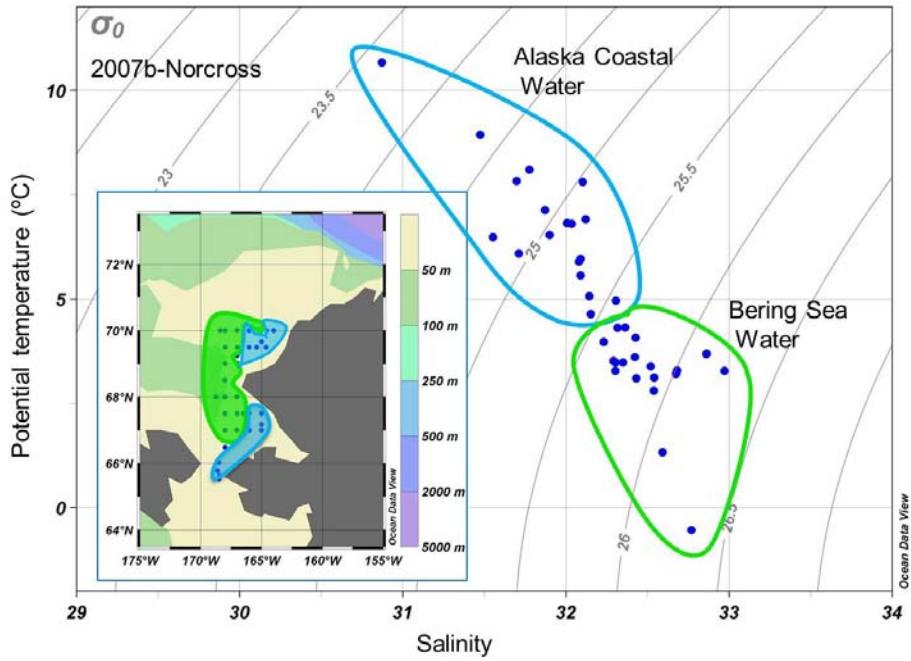 σ₀
2007b-Norcross
Alaska Coastal
Water
Bering Sea
Water
23
23.5
25
25.5
26
26.5
Potential temperature (ºC)
10
5
0
29
30
31
32
33
34
Salinity
Ocean Data View
72°N
70°N
68°N
66°N
64°N
175°W
170°W
165°W
160°W
155°W
50 m
100 m
250 m
500 m
2000 m
5000 m
Ocean Data View